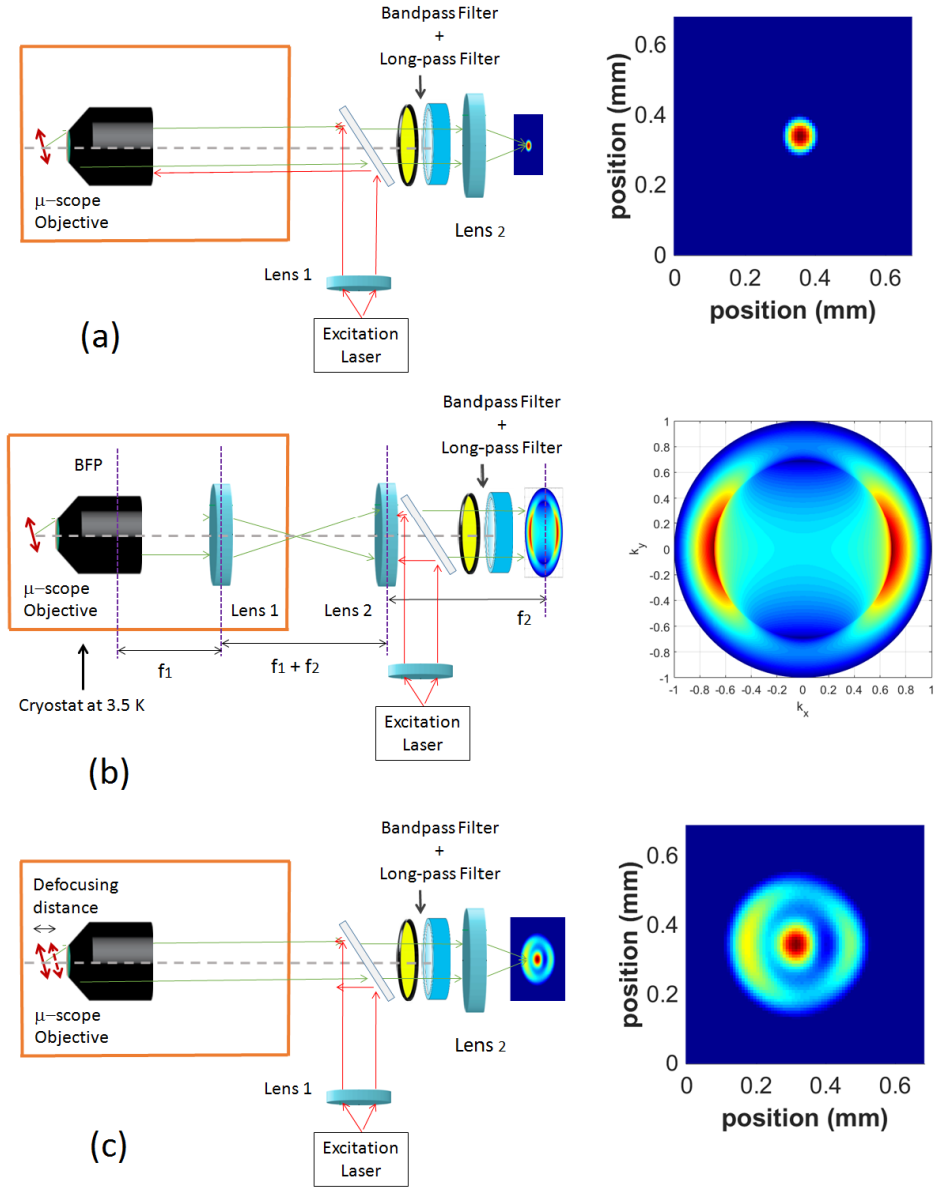 Bandpass Filter
+
Long-pass Filter
μ−scope
Objective
Lens 2
Lens 1
Excitation
Laser
(a)
position (mm)
0.6
0.4
0.2
0
0 0.2 0.4 0.6
position (mm)
Bandpass Filter
+
Long-pass Filter
BFP
μ−scope
Objective
Lens 1
Lens 2
f2
f1
f1 + f2
Cryostat at 3.5 K
Excitation
Laser
(b)
1
0.8
0.6
0.4
0.2
0
-0.2
-0.4
-0.6
-0.8
-1
ky
-1 -0.8 -0.6 -0.4 -0.2 0 0.2 0.4 0.6 0.8 1
kx
Bandpass Filter
+
Long-pass Filter
Defocusing
distance
μ−scope
Objective
Lens 2
Lens 1
Excitation
Laser
(c)
position (mm)
0.6
0.4
0.2
0
0 0.2 0.4 0.6
position (mm)